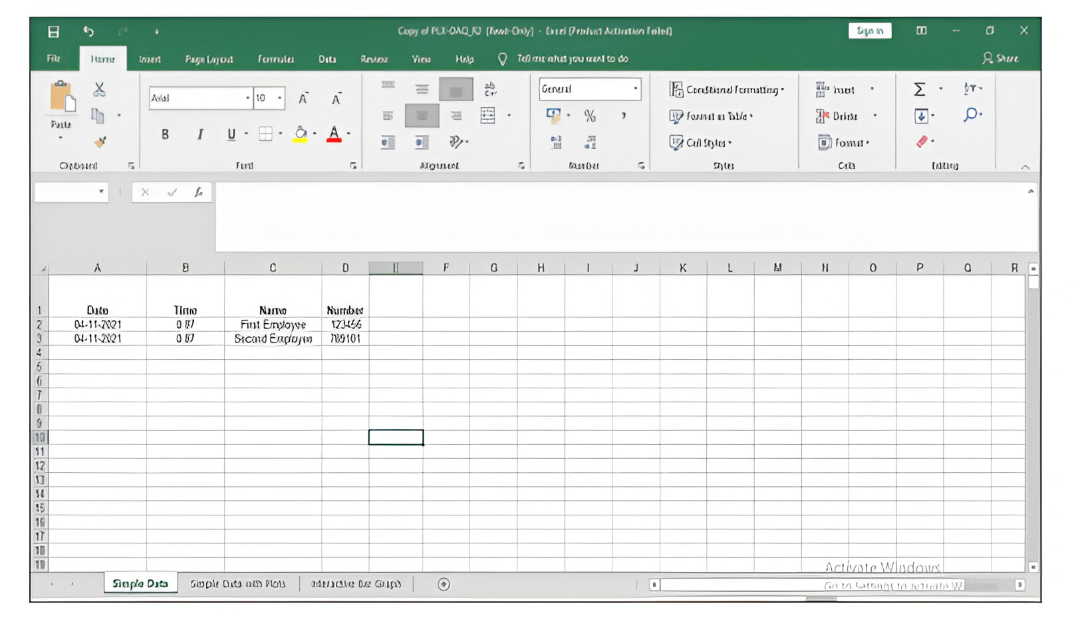 Copy of PLX-DAQ_R3 [Read-Only] - Excel (Product Activation Failed)
Sign in
File Home Insert Page Layout Formulas Data Review View Help Tell me what you want to do Share
Paste
Arial 10 A A
B I U A
ab
General
% ,
Conditional Formatting
Format as Table
Cell Styles
Insert
Delete
Format
Σ
Clipboard Font Alignment Number Styles Cells Editing
fx
A B C D E F G H I J K L M N O P Q R
1 Date Time Name Number
2 04-11-2021 First Employee 123456
3 04-11-2021 Second Employee 789101
4
5
6
7
8
9
10
11
12
13
14
15
16
17
18
19
Simple Data Simple Data with Plots Interactive Bar Graph
Activate Windows
Go to Settings to activate W